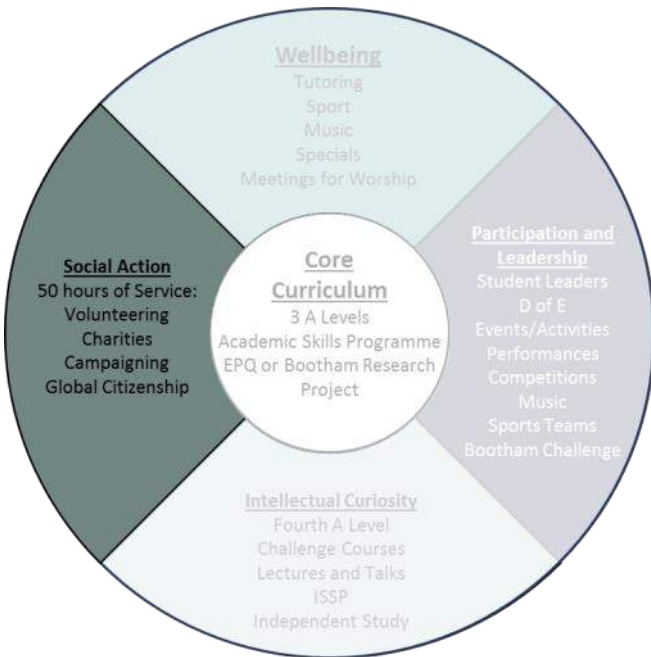 Wellbeing
Tutoring
Sport
Music
Specials
Meetings for Worship
Social Action
50 hours of Service:
Volunteering
Charities
Campaigning
Global Citizenship
Core
Curriculum
3 A Levels
Academic Skills Programme
EPQ or Bootham Research
Project
Participation and
Leadership
Student Leaders
D of E
Events/Activities
Performances
Competitions
Music
Sports Teams
Bootham Challenge
Intellectual Curiosity
Fourth A Level
Challenge Courses
Lectures and Talks
ISSP
Independent Study